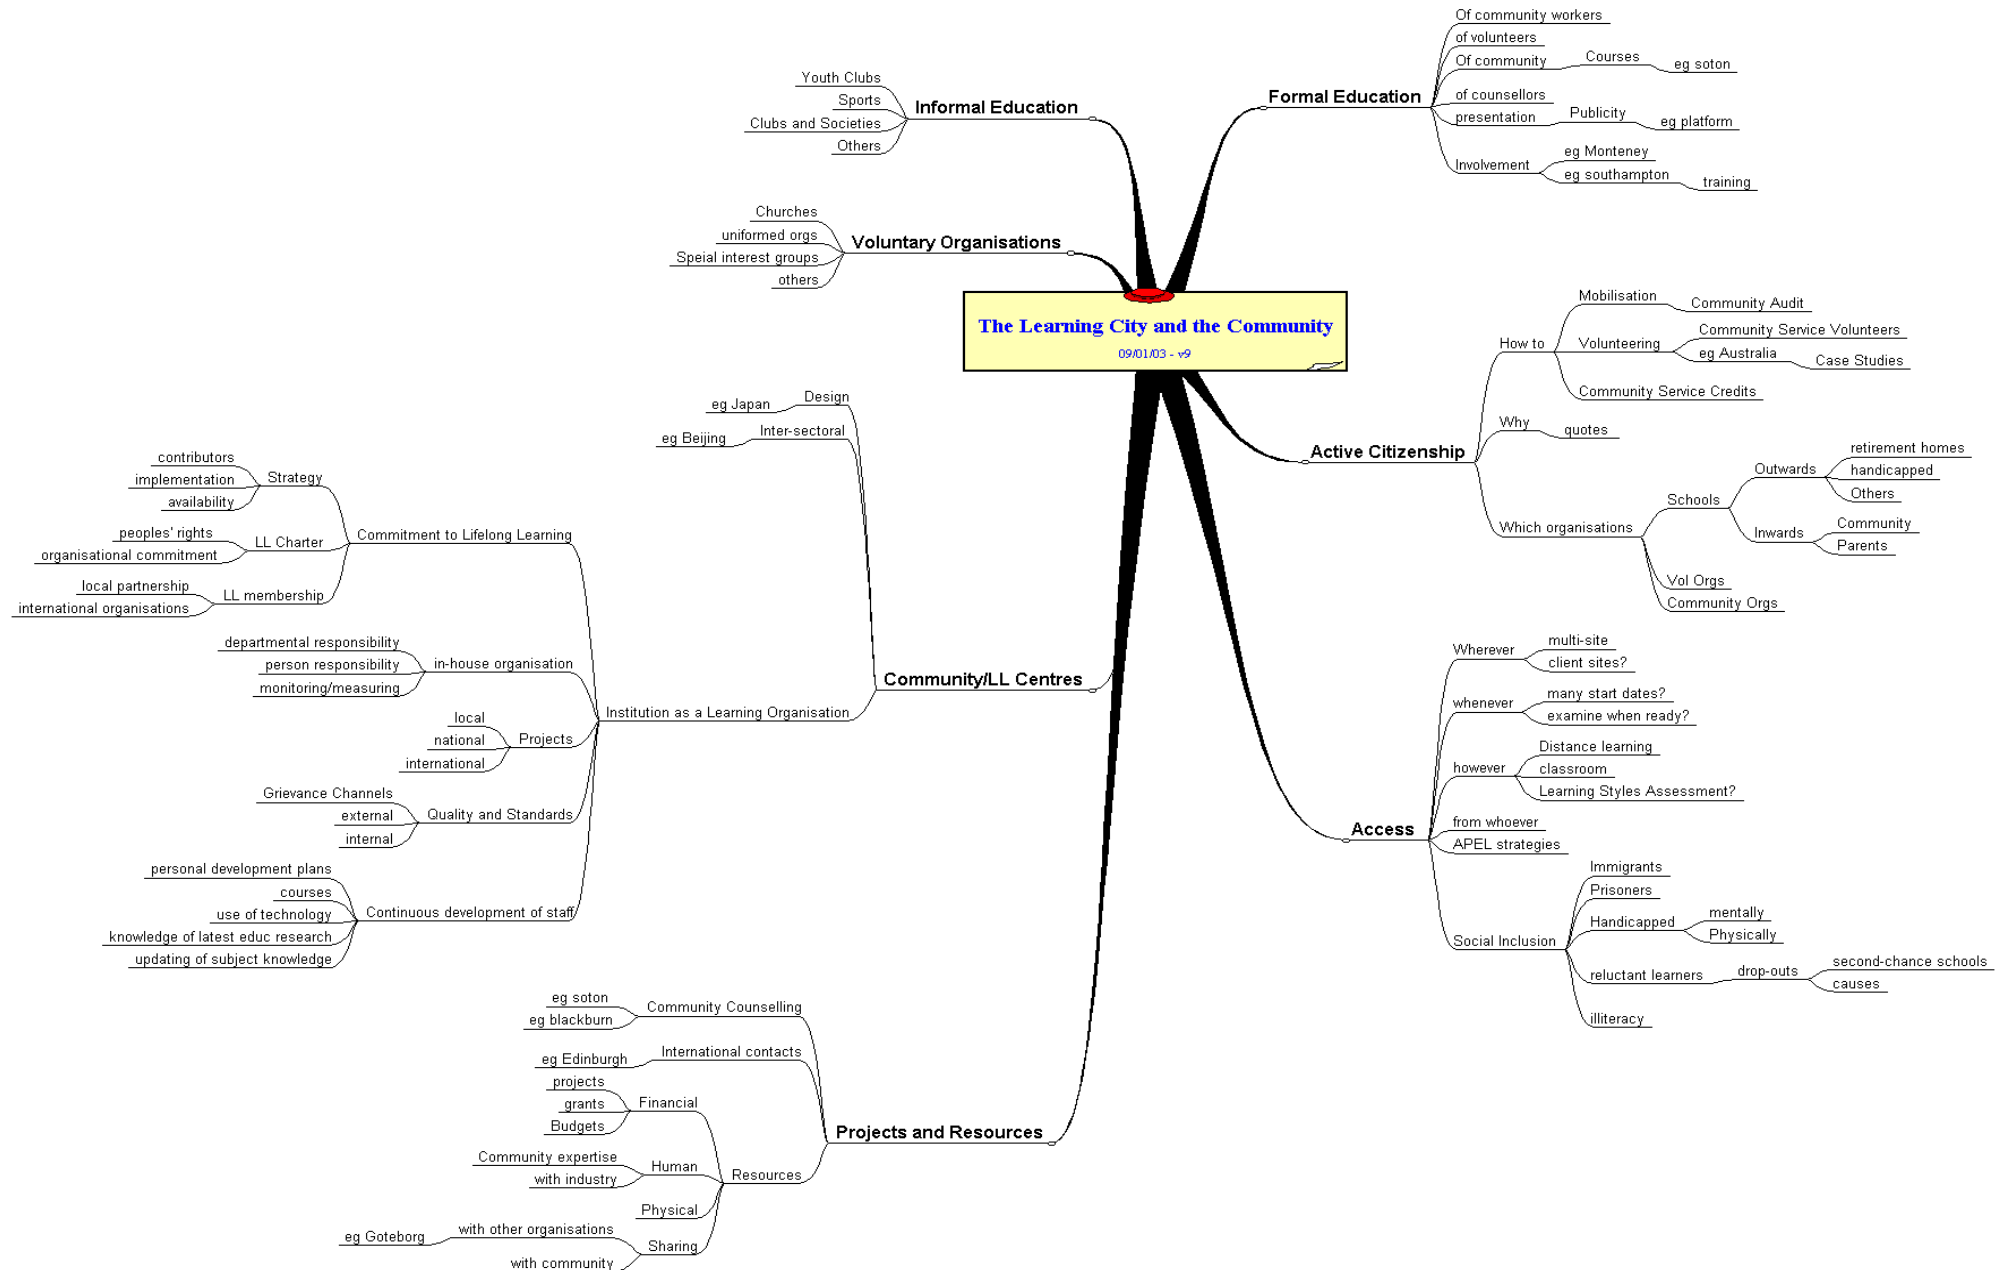 The Learning City and the Community
09/01/03 - v9
Formal Education
Of community workers
of volunteers
Of community
Courses
eg soton
of counsellors
presentation
Publicity
eg platform
Involvement
eg Monteney
eg southampton
training
Active Citizenship
How to
Mobilisation
Community Audit
Volunteering
Community Service Volunteers
eg Australia
Case Studies
Community Service Credits
Why
quotes
Which organisations
Schools
Outwards
retirement homes
handicapped
Others
Inwards
Community
Parents
Vol Orgs
Community Orgs
Access
Wherever
multi-site
client sites?
whenever
many start dates?
examine when ready?
however
Distance learning
classroom
Learning Styles Assessment?
from whoever
APEL strategies
Social Inclusion
Immigrants
Prisoners
Handicapped
mentally
Physically
reluctant learners
drop-outs
second-chance schools
causes
illiteracy
Informal Education
Youth Clubs
Sports
Clubs and Societies
Others
Voluntary Organisations
Churches
uniformed orgs
Speial interest groups
others
Community/LL Centres
Design
eg Japan
Inter-sectoral
eg Beijing
Institution as a Learning Organisation
Commitment to Lifelong Learning
Strategy
contributors
implementation
availability
LL Charter
peoples' rights
organisational commitment
LL membership
local partnership
international organisations
in-house organisation
departmental responsibility
person responsibility
monitoring/measuring
Projects
local
national
international
Quality and Standards
Grievance Channels
external
internal
Continuous development of staff
personal development plans
courses
use of technology
knowledge of latest educ research
updating of subject knowledge
Projects and Resources
Community Counselling
eg soton
eg blackburn
International contacts
eg Edinburgh
Resources
Financial
projects
grants
Budgets
Human
Community expertise
with industry
Physical
Sharing
with other organisations
eg Goteborg
with community